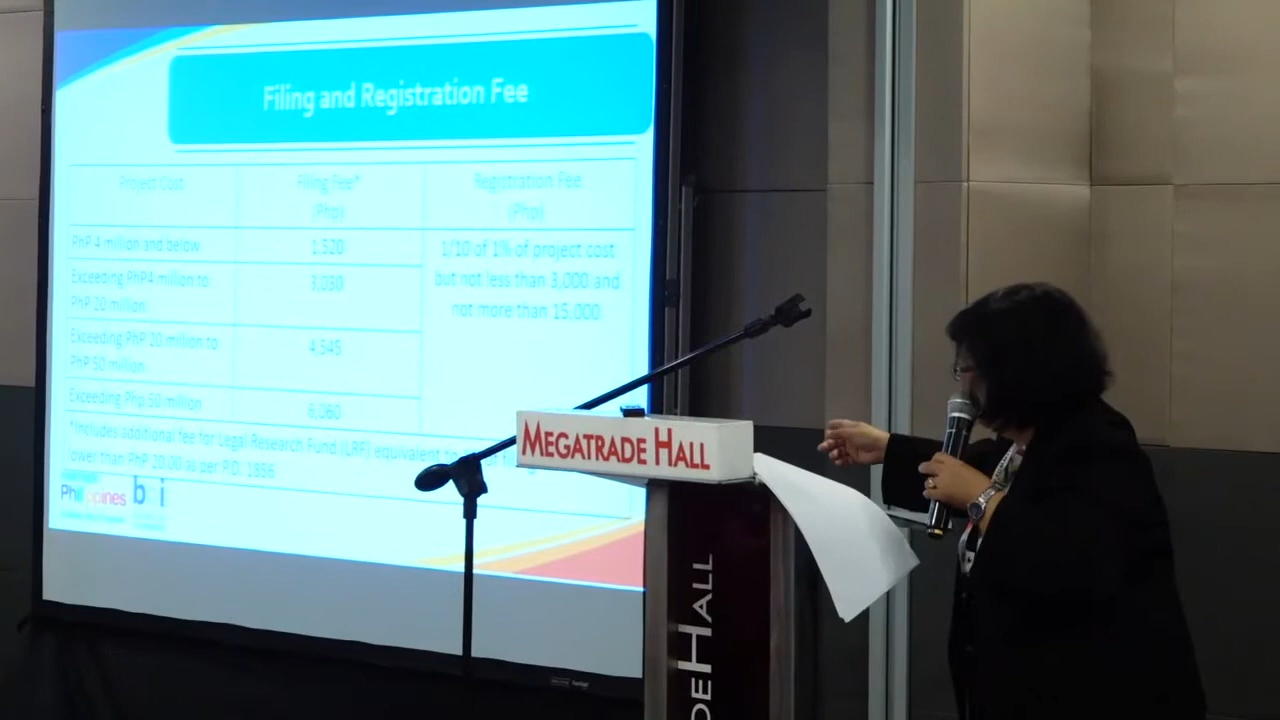 Filing and Registration Fee
Project Cost
Filing Fee*
(Php)
Registration Fee
(Php)
PhP 4 million and below
1,520
1/10 of 1% of project cost
but not less than 3,000 and
not more than 15,000
Exceeding PhP4 million to
PhP 20 million
3,030
Exceeding PhP 20 million to
PhP 50 million
4,545
Exceeding Php 50 million
6,060
*Includes additional fee for Legal Research Fund (LRF) equivalent to
lower than PhP 20.00 as per P.D. 1856
Philippines
b i
MEGATRADE HALL
DEHALL